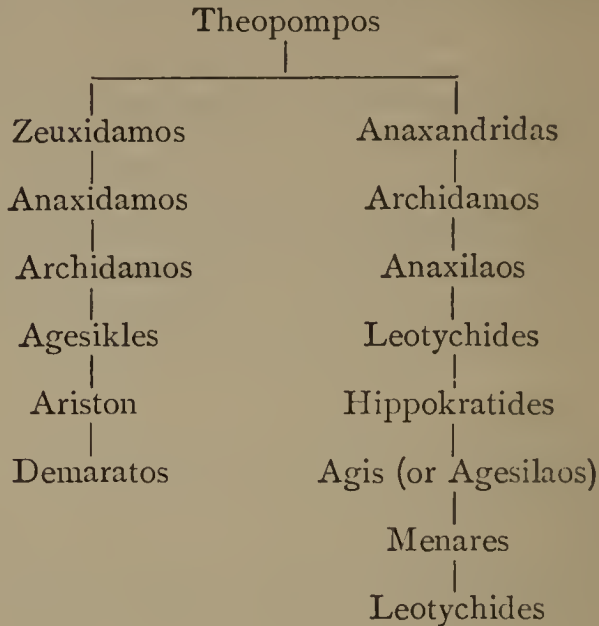 Theopompos
Zeuxidamos Anaxandridas
Anaxidamos Archidamos
Archidamos Anaxilaos
Agesikles Leotychides
Ariston Hippokratides
Demaratos Agis (or Agesilaos)
Menares
Leotychides